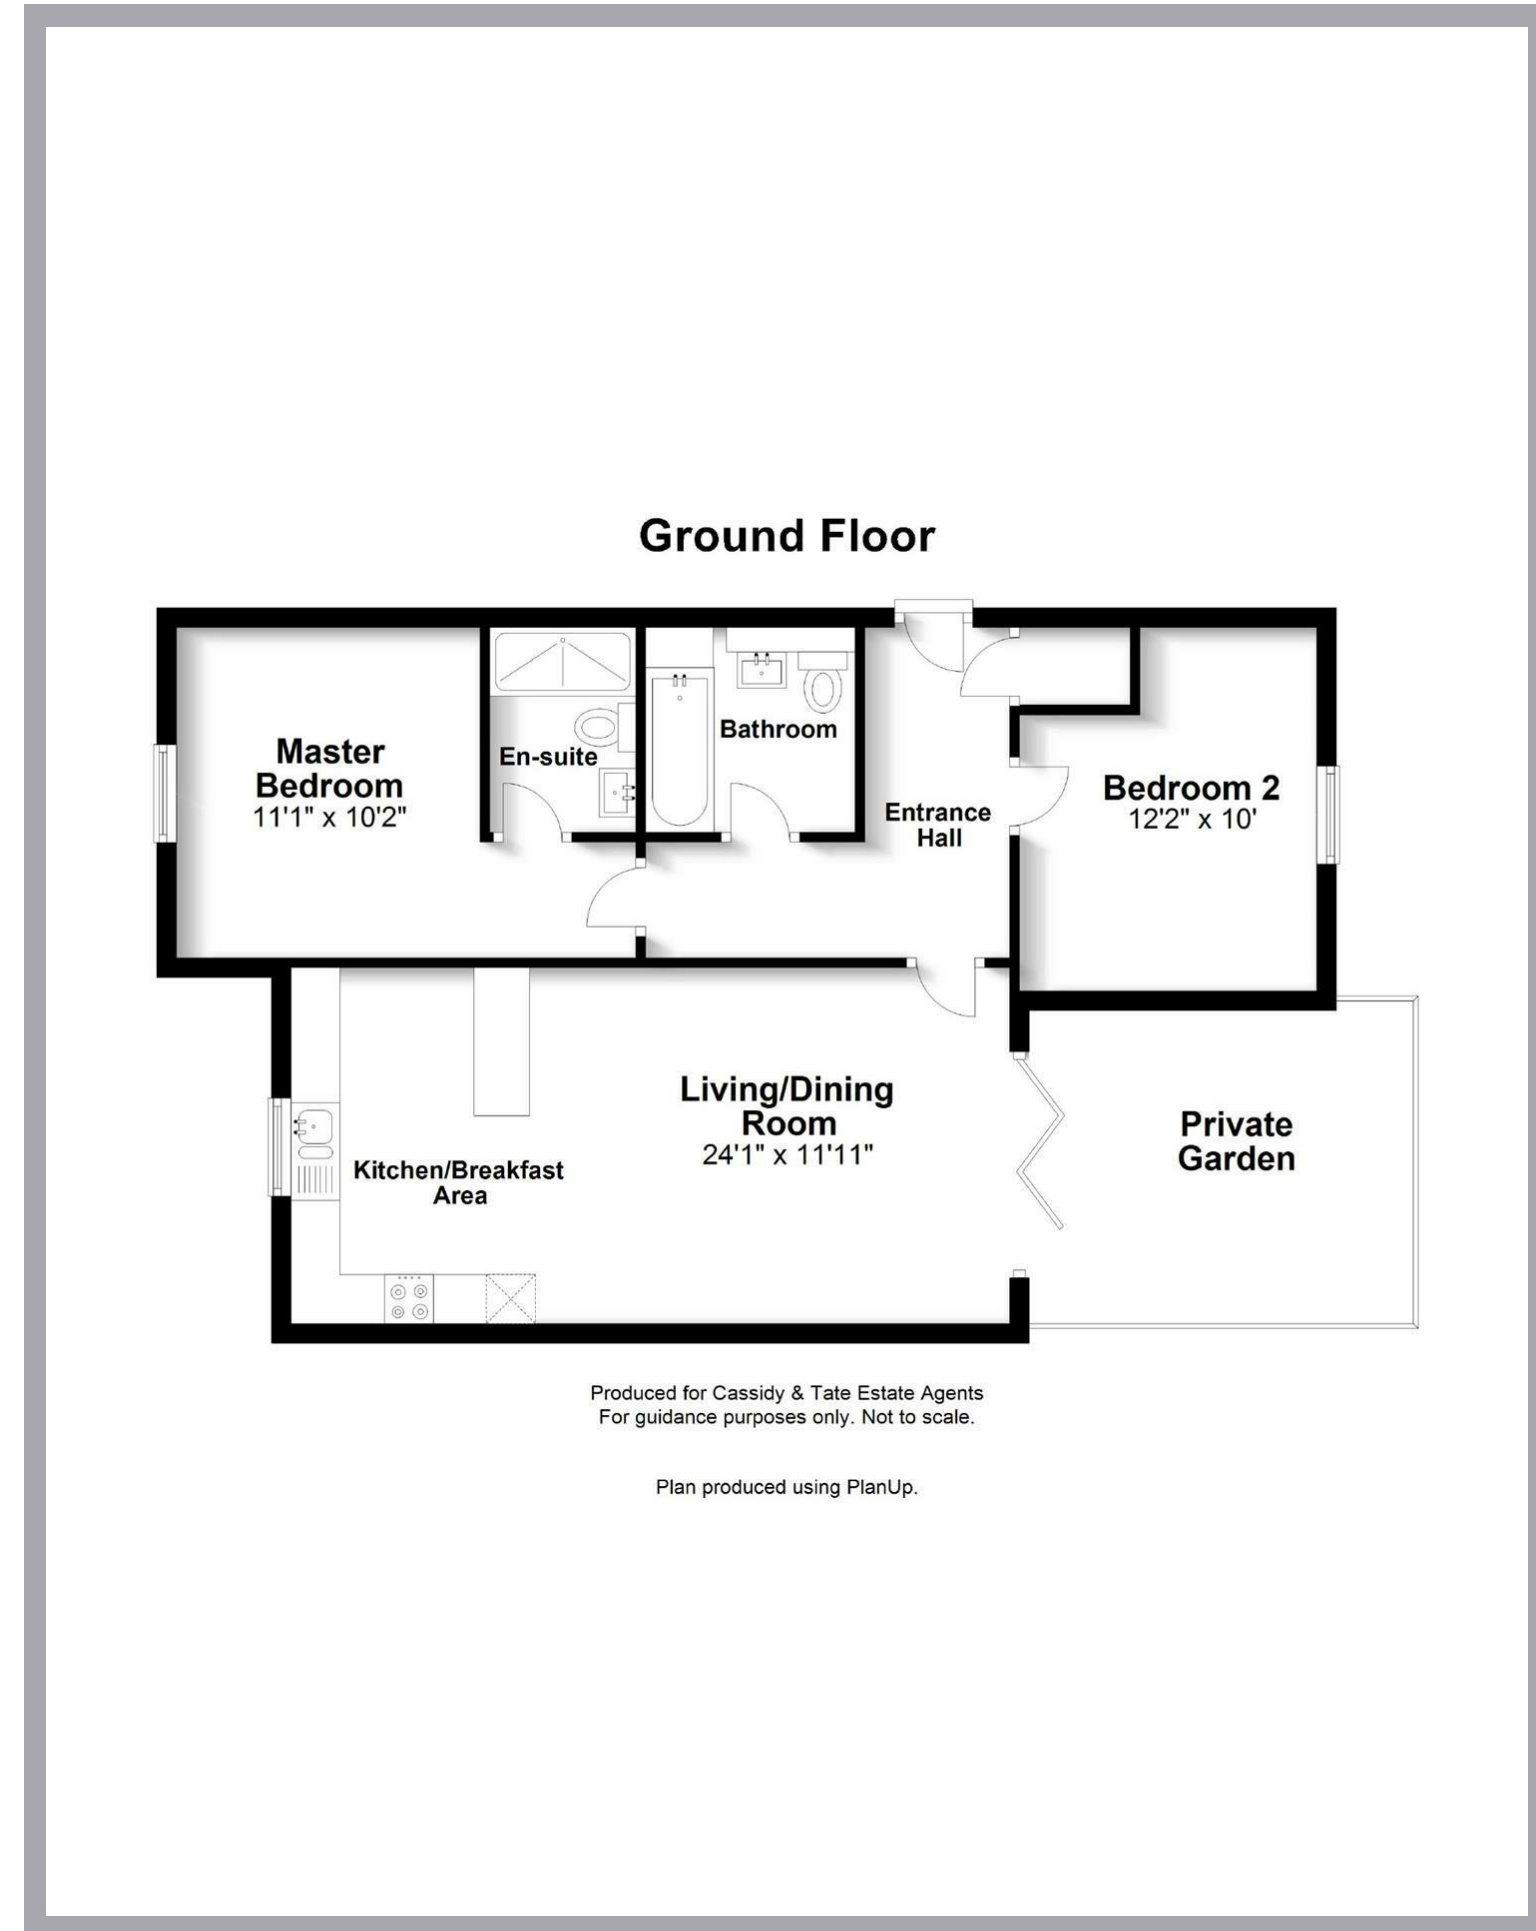 Ground Floor
Master
Bedroom
11'1" x 10'2"
En-suite
Bathroom
Entrance
Hall
Bedroom 2
12'2" x 10'
Living/Dining
Room
24'1" x 11'11"
Kitchen/Breakfast
Area
Private
Garden
Produced for Cassidy & Tate Estate Agents
For guidance purposes only. Not to scale.
Plan produced using PlanUp.